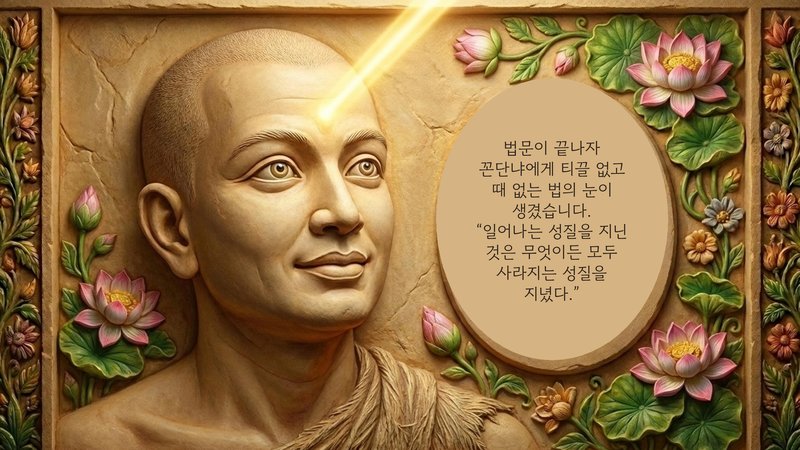 법문이 끝나자
꼰단냐에게 티끌 없고
때 없는 법의 눈이
생겼습니다.
“일어나는 성질을 지닌
것은 무엇이든 모두
사라지는 성질을
지녔다.”